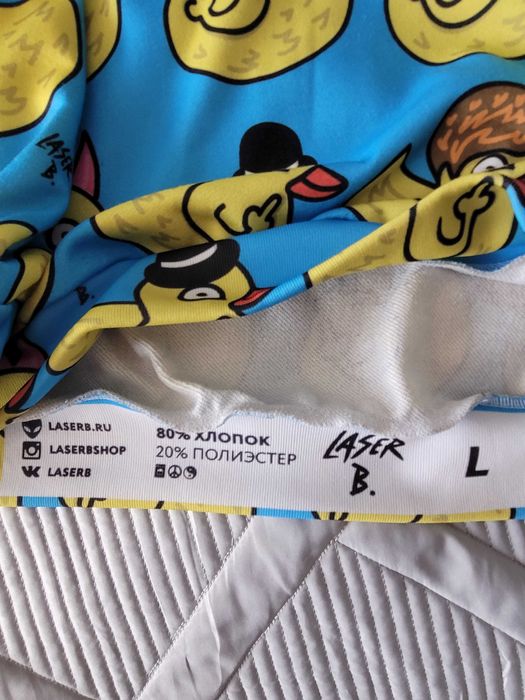 LASER
B.
LASERB.RU
LASERBSHOP
LASERB
80% ХЛОПОК
20% ПОЛИЭСТЕР
LASER
B.
L